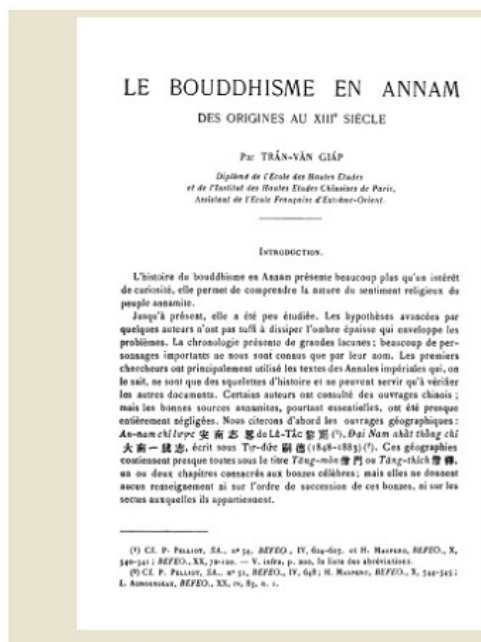 LE BOUDDHISME EN ANNAM
DES ORIGINES AU XIIIᵉ SIÈCLE
Par TRẦN-VĂN GIÁP
Diplômé de l'Ecole des Hautes Etudes
et de l'Institut des Hautes Etudes Chinoises de Paris,
Assistant de l'Ecole Française d'Extrême-Orient.
INTRODUCTION.
L'histoire du bouddhisme en Annam présente beaucoup plus qu'un intérêt
de curiosité, elle permet de comprendre la nature du sentiment religieux du
peuple annamite.
Jusqu'à présent, elle a été peu étudiée. Les hypothèses avancées par
quelques auteurs n'ont pas suffi à dissiper l'ombre épaisse qui enveloppe les
problèmes. La chronologie présente de grandes lacunes ; beaucoup de per-
sonnages importants ne nous sont connus que par leur nom. Les premiers
chercheurs ont principalement utilisé les textes des Annales impériales qui, on
le sait, ne sont que des squelettes d'histoire et ne peuvent servir qu'à vérifier
les autres documents. Certains auteurs ont consulté des ouvrages chinois ;
mais les bonnes sources annamites, pourtant essentielles, ont été presque
entièrement négligées. Nous citerons d'abord les ouvrages géographiques :
An-nam chí lược 安南志畧 de Lê-Tắc 黎崱 (¹), Đại Nam nhất thống chí
大南一統志, écrit sous Tự-đức 嗣德 (1848-1883) (²). Ces géographies
contiennent presque toutes sous le titre Tăng-môn 僧門 ou Tăng-thích 僧釋,
un ou deux chapitres consacrés aux bonzes célèbres ; mais elles ne donnent
aucun renseignement ni sur l'ordre de succession de ces bonzes, ni sur les
sectes auxquelles ils appartiennent.
(¹) Cf. P. PELLIOT, SA., nº 54, BEFEO., IV, 624-625. et H. MASPERO, BEFEO., X,
540-541 ; BEFEO., XX, 70-120. — V. infra, p. 200, la liste des abréviations.
(²) Cf. P. PELLIOT, SA., nº 51, BEFEO., IV, 648 ; H. MASPERO, BEFEO., X, 544-545 ;
L. AUROUSSEAU, BEFEO., XX, IV, 83, n. 1.